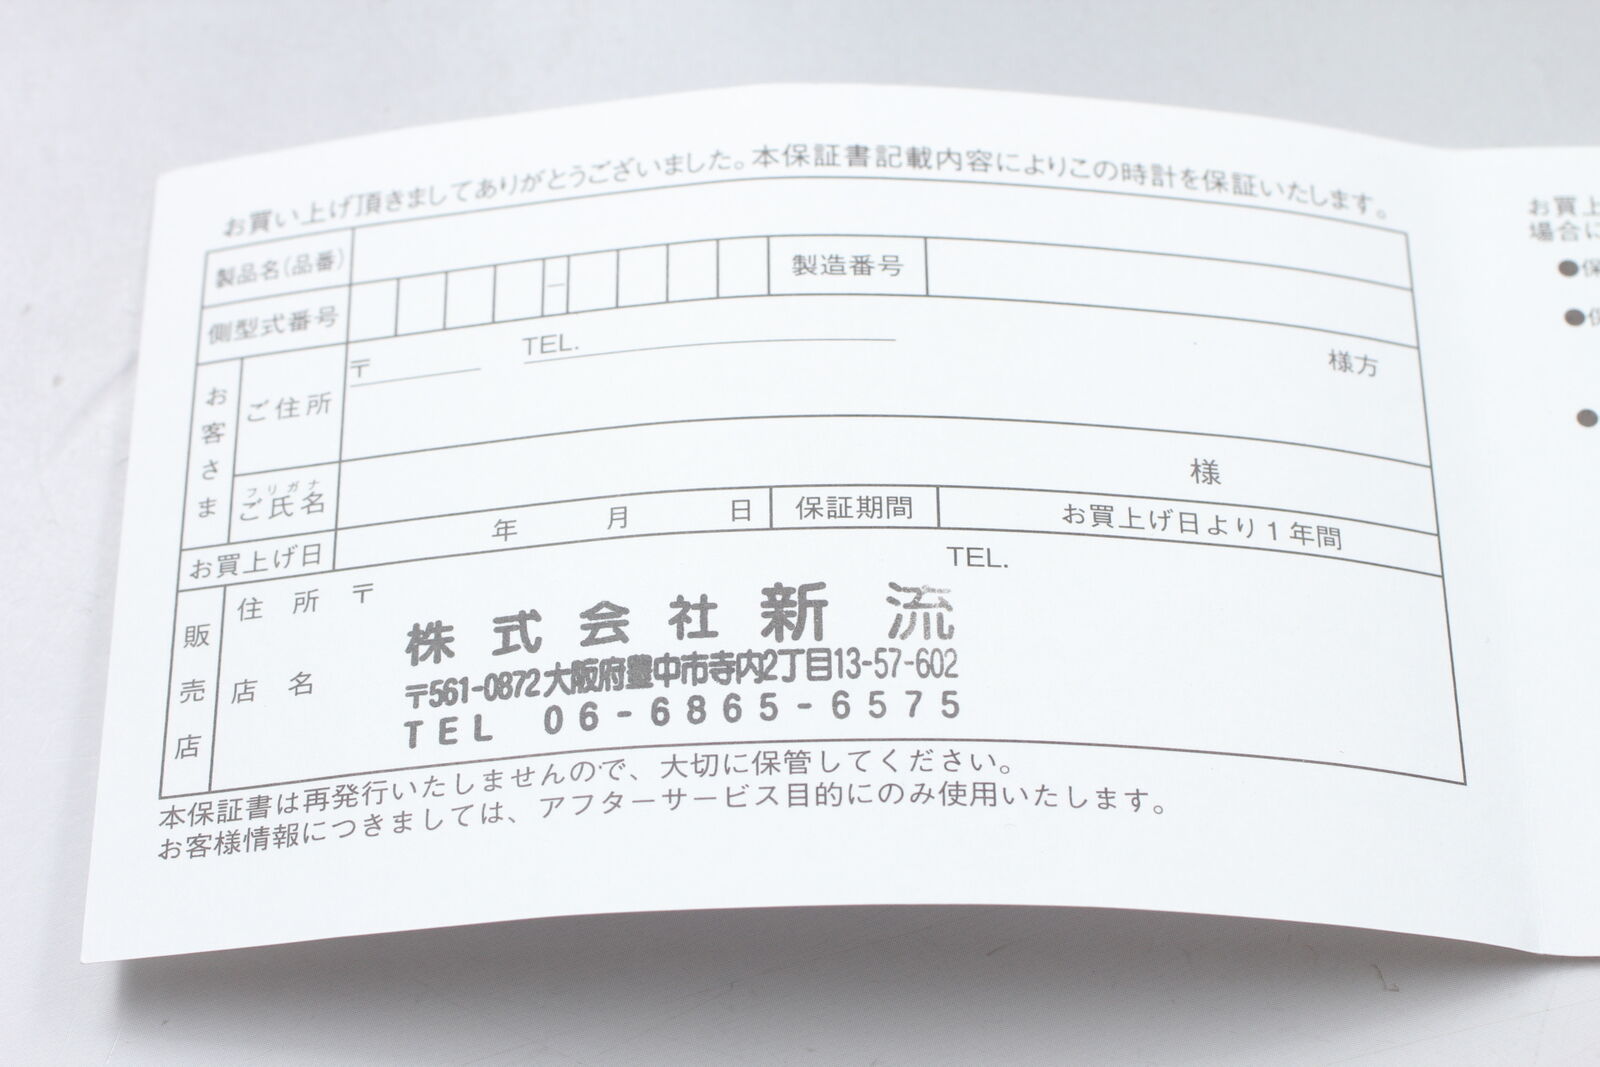 お買い上げ頂きましてありがとうございました。本保証書記載内容によりこの時計を保証いたします。
製品名(品番)
側型式番号 － 製造番号
お客さま
ご住所 〒 TEL. 様方
フリガナ
ご氏名 様
お買上げ日 年 月 日 保証期間 お買上げ日より1年間
販売店
住所 〒 TEL.
店名
株式会社新流
〒561-0872大阪府豊中市寺内2丁目13-57-602
TEL 06-6865-6575
本保証書は再発行いたしませんので、大切に保管してください。
お客様情報につきましては、アフターサービス目的にのみ使用いたします。
お買上
場合に
●保
●保
●